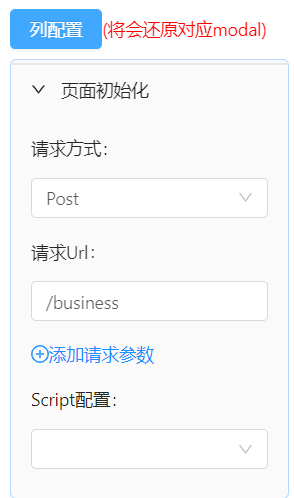 列配置(将会还原对应modal)
页面初始化
请求方式：
Post
请求Url：
/business
添加请求参数
Script配置：